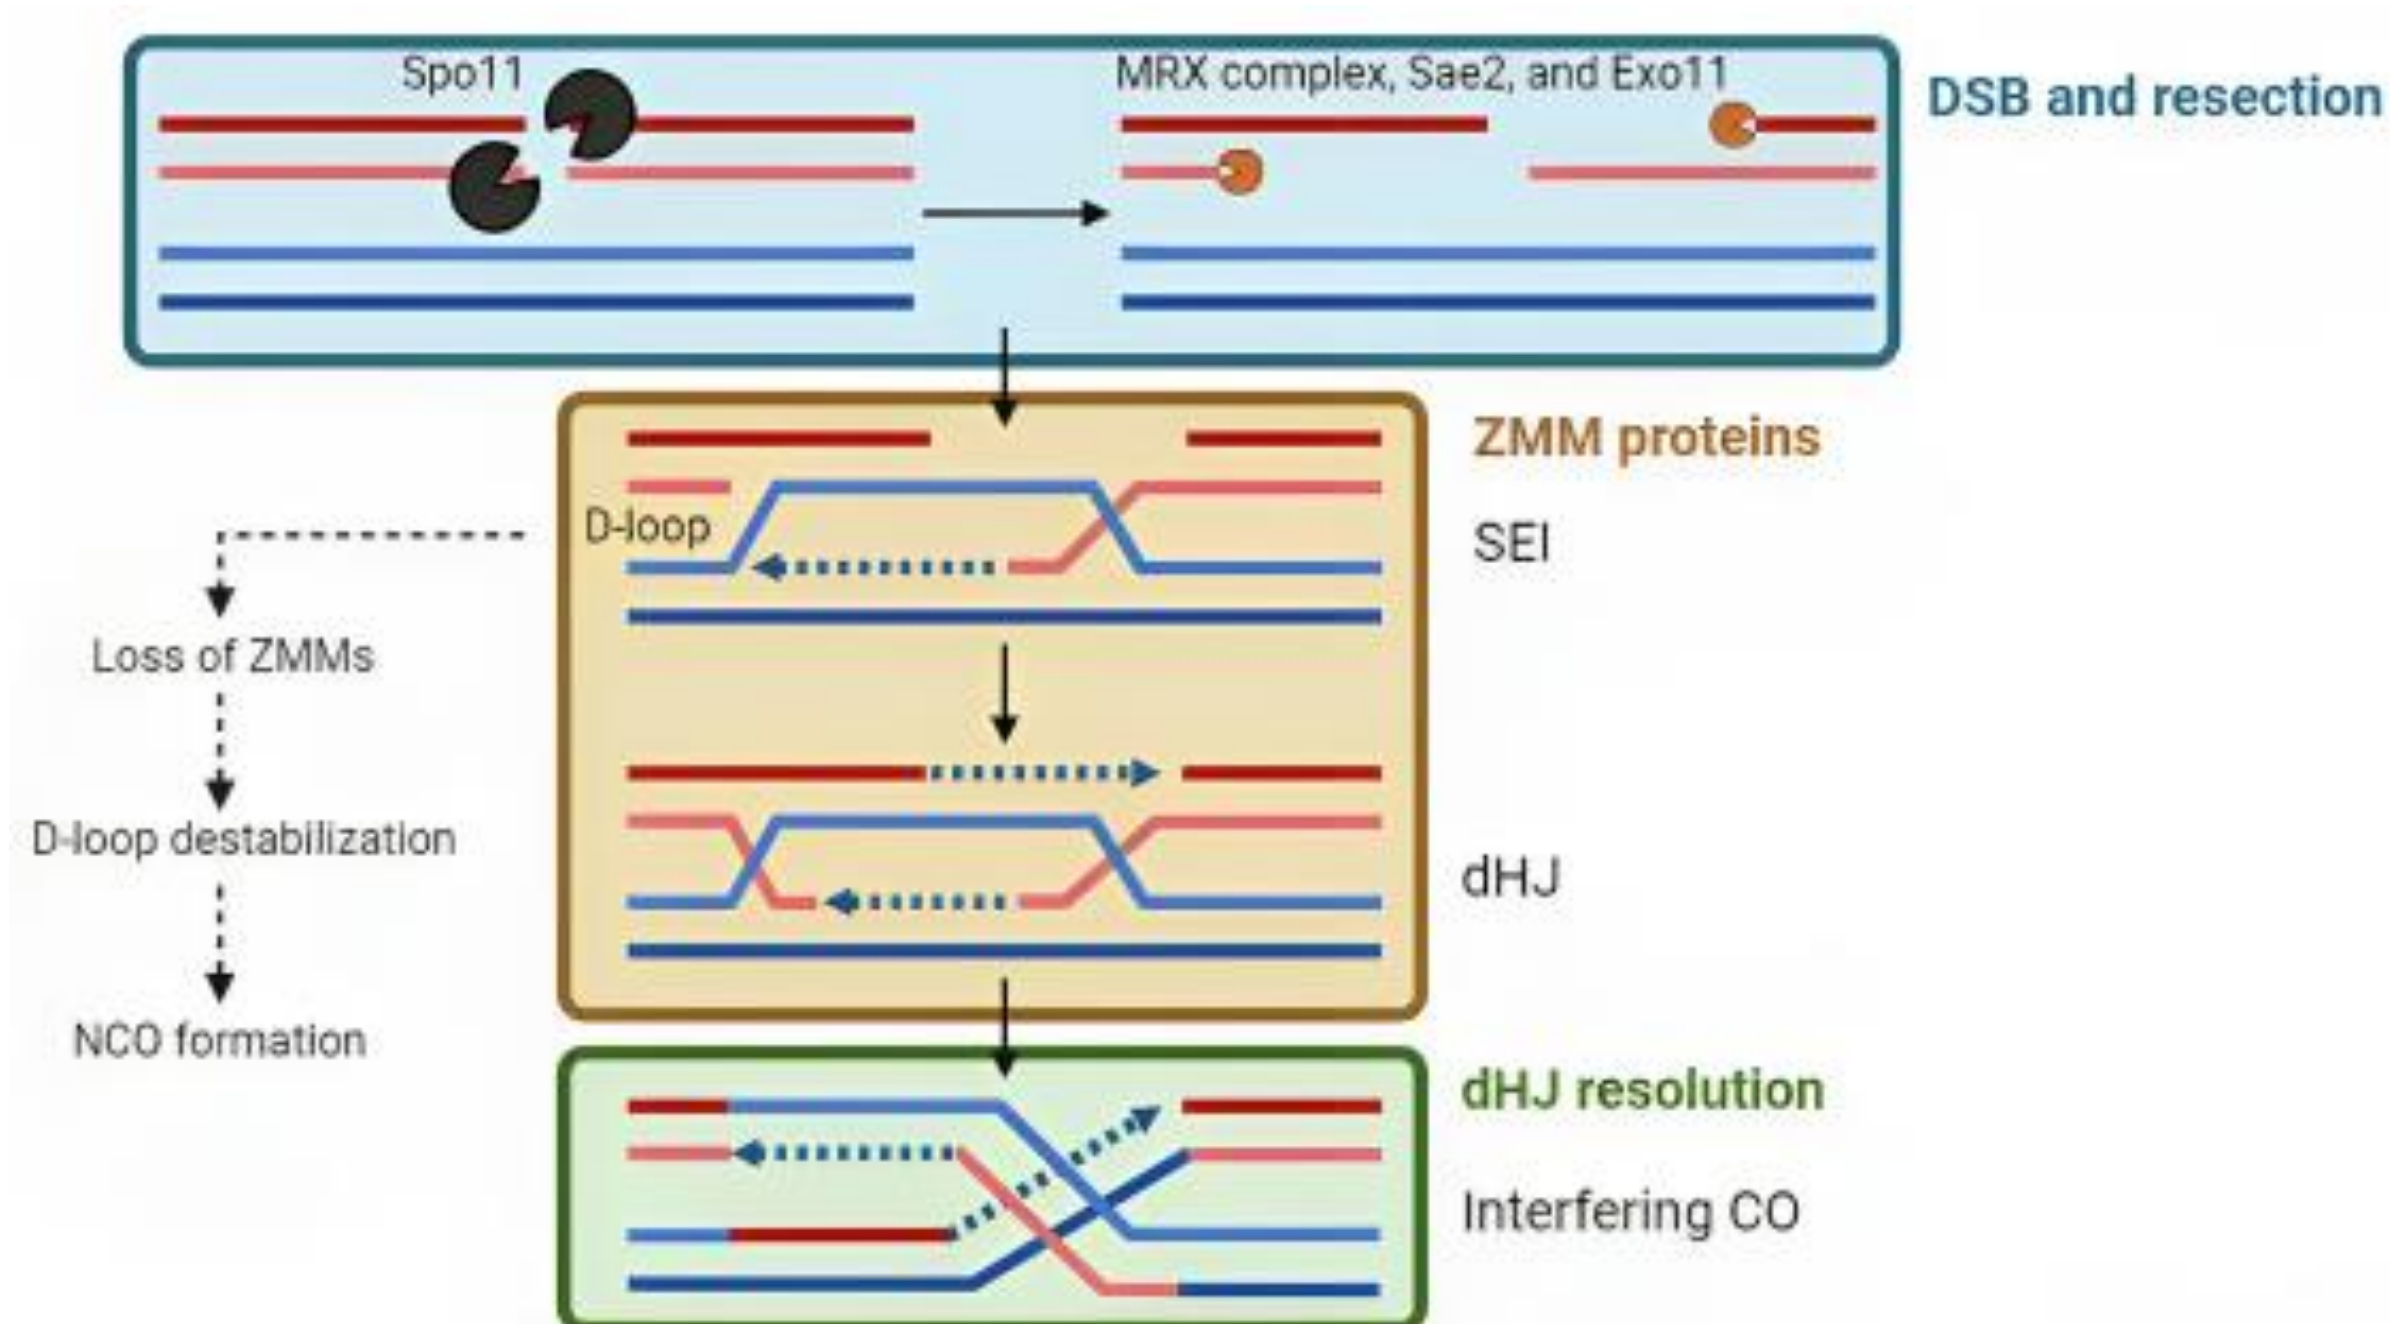 Spo11
MRX complex, Sae2, and Exo11
DSB and resection
ZMM proteins
D-loop
SEI
Loss of ZMMs
D-loop destabilization
dHJ
NCO formation
dHJ resolution
Interfering CO